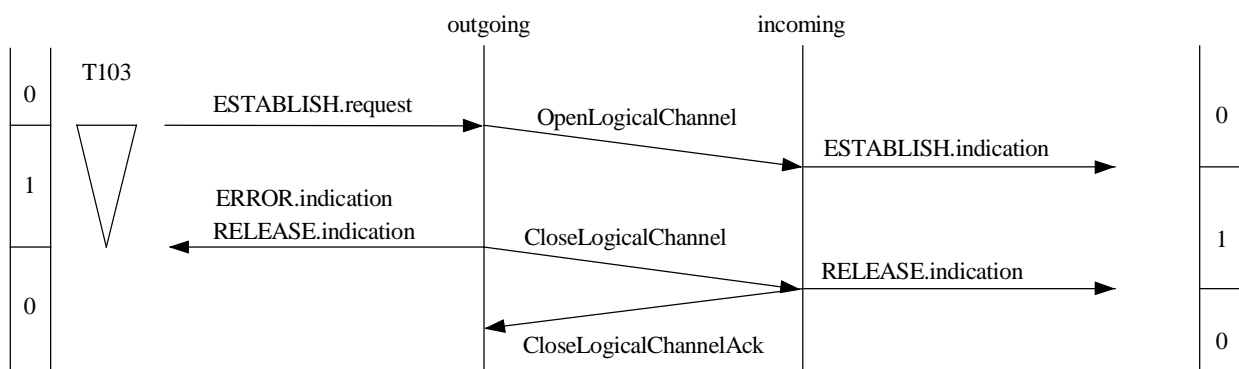 outgoing incoming
T103
0
ESTABLISH.request
OpenLogicalChannel
0
ESTABLISH.indication
1
ERROR.indication
RELEASE.indication
CloseLogicalChannel
1
RELEASE.indication
0
CloseLogicalChannelAck
0